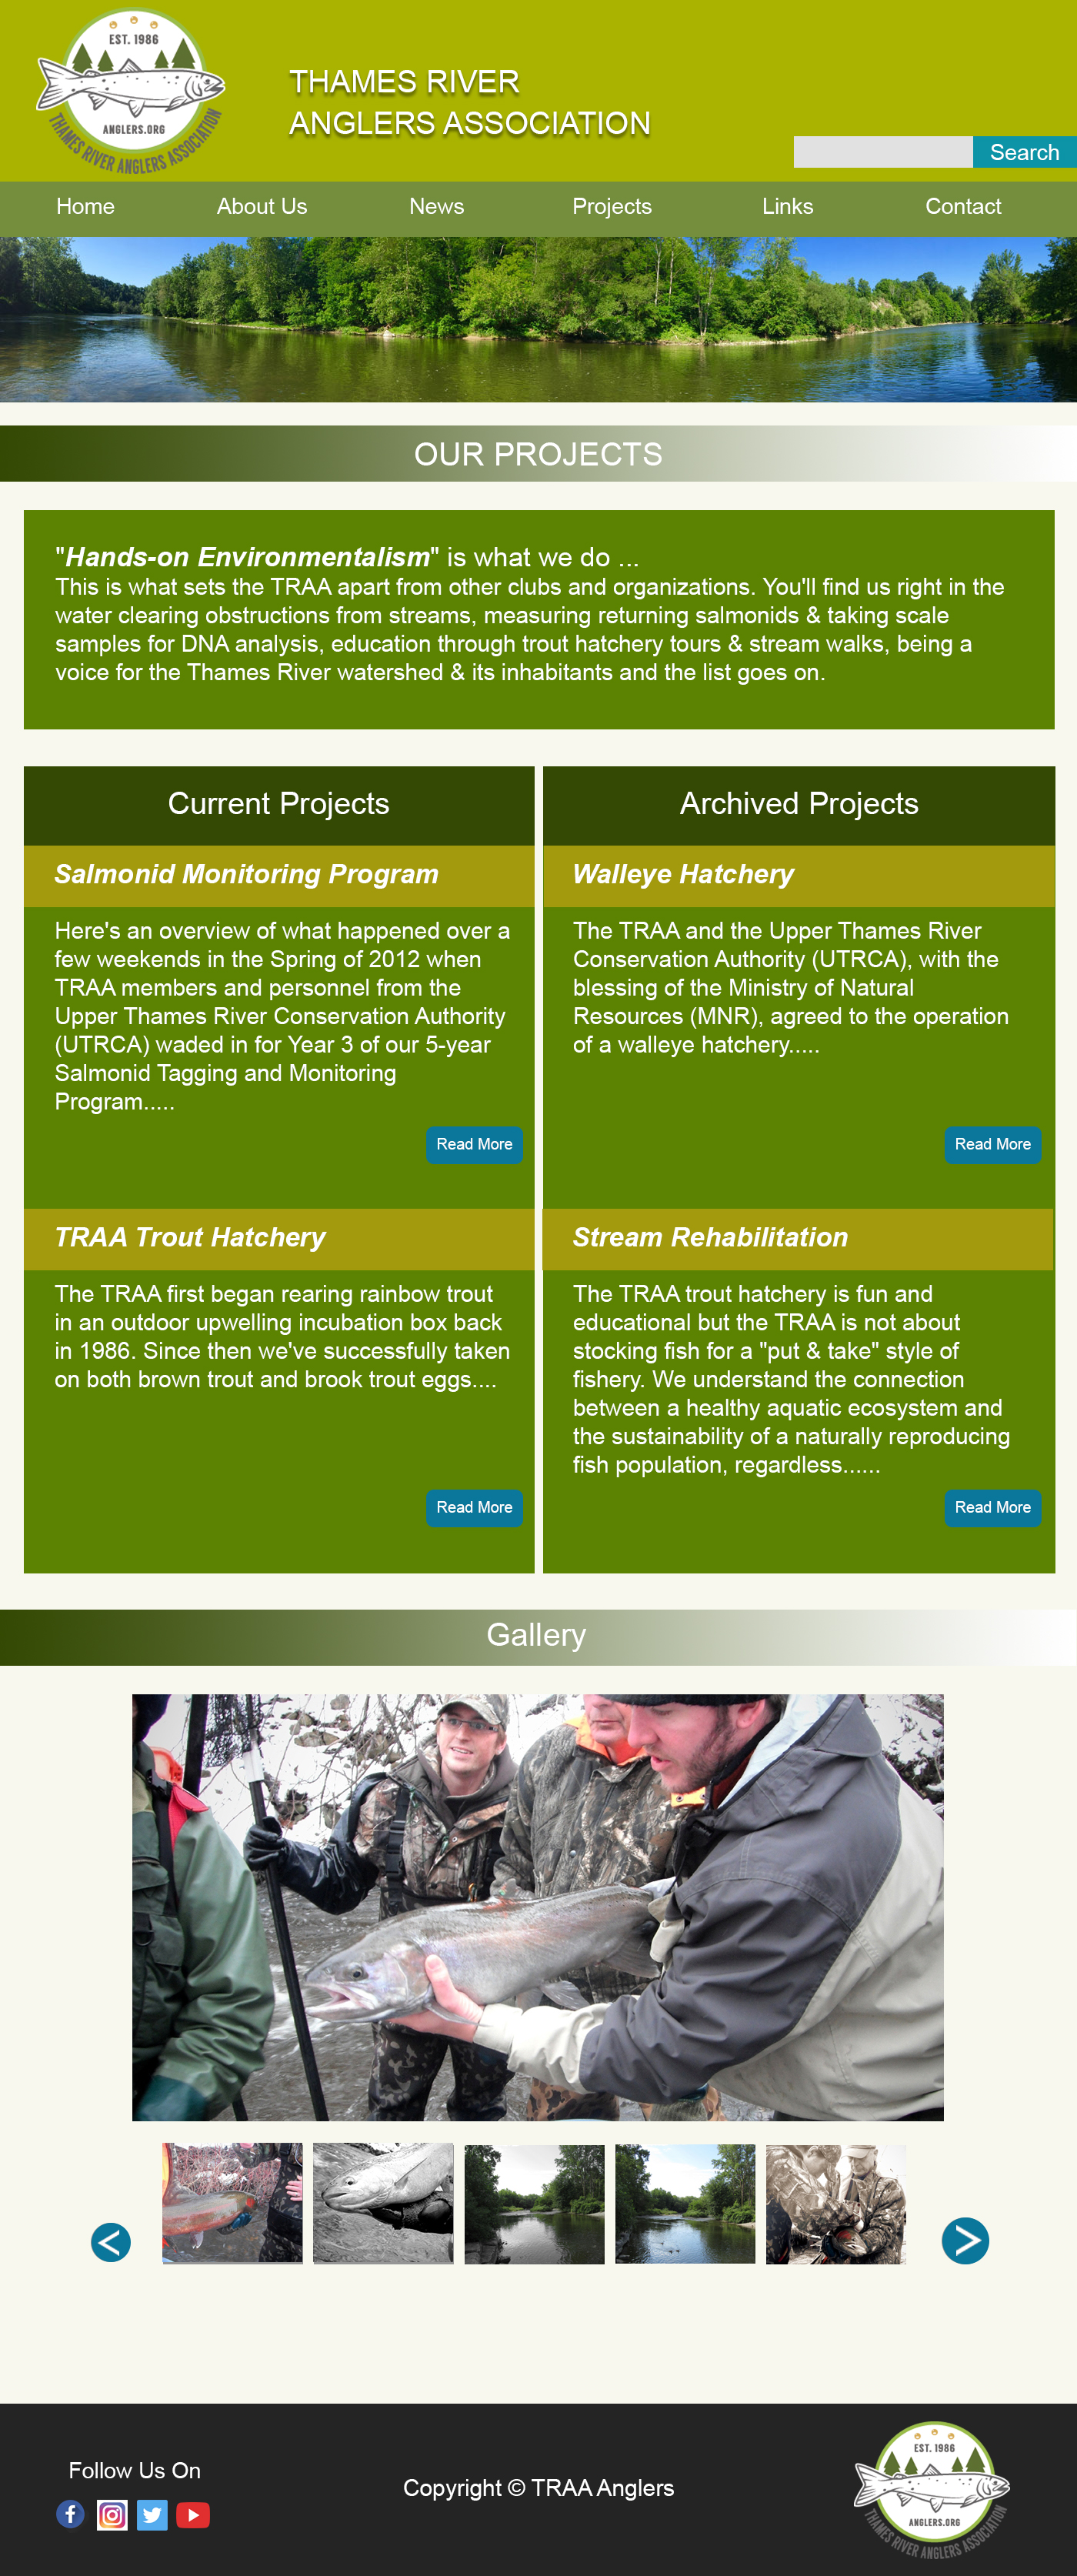 EST. 1986
ANGLERS.ORG
THAMES RIVER ANGLERS ASSOCIATION
THAMES RIVER
ANGLERS ASSOCIATION
Search
Home About Us News Projects Links Contact
OUR PROJECTS
"Hands-on Environmentalism" is what we do ...
This is what sets the TRAA apart from other clubs and organizations. You'll find us right in the
water clearing obstructions from streams, measuring returning salmonids & taking scale
samples for DNA analysis, education through trout hatchery tours & stream walks, being a
voice for the Thames River watershed & its inhabitants and the list goes on.
Current Projects
Salmonid Monitoring Program
Here's an overview of what happened over a
few weekends in the Spring of 2012 when
TRAA members and personnel from the
Upper Thames River Conservation Authority
(UTRCA) waded in for Year 3 of our 5-year
Salmonid Tagging and Monitoring
Program.....
Read More
TRAA Trout Hatchery
The TRAA first began rearing rainbow trout
in an outdoor upwelling incubation box back
in 1986. Since then we've successfully taken
on both brown trout and brook trout eggs....
Read More
Archived Projects
Walleye Hatchery
The TRAA and the Upper Thames River
Conservation Authority (UTRCA), with the
blessing of the Ministry of Natural
Resources (MNR), agreed to the operation
of a walleye hatchery.....
Read More
Stream Rehabilitation
The TRAA trout hatchery is fun and
educational but the TRAA is not about
stocking fish for a "put & take" style of
fishery. We understand the connection
between a healthy aquatic ecosystem and
the sustainability of a naturally reproducing
fish population, regardless......
Read More
Gallery
Follow Us On
Copyright © TRAA Anglers
EST. 1986
ANGLERS.ORG
THAMES RIVER ANGLERS ASSOCIATION